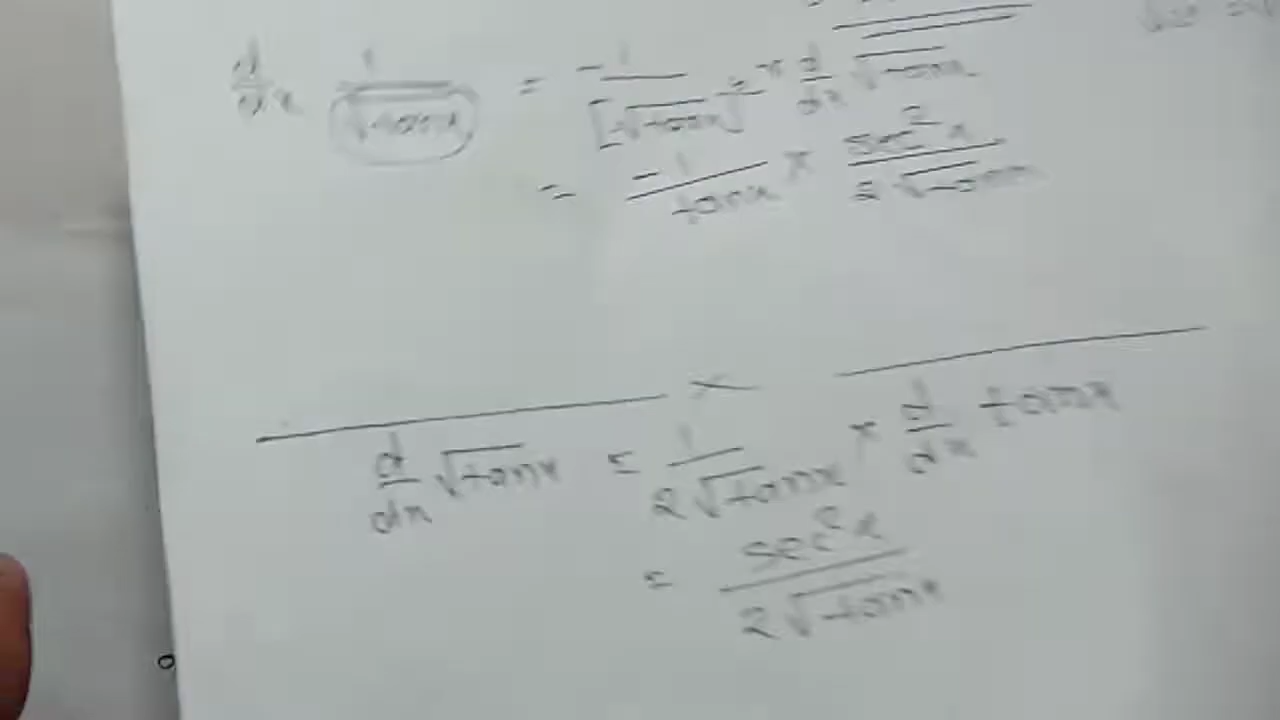 d/dx 1/√tanx = -1/[√tanx]² × d/dx √tanx
= -1/tanx × sec²x/2√tanx
×
d/dx √tanx = 1/2√tanx × d/dx tanx
= sec²x/2√tanx